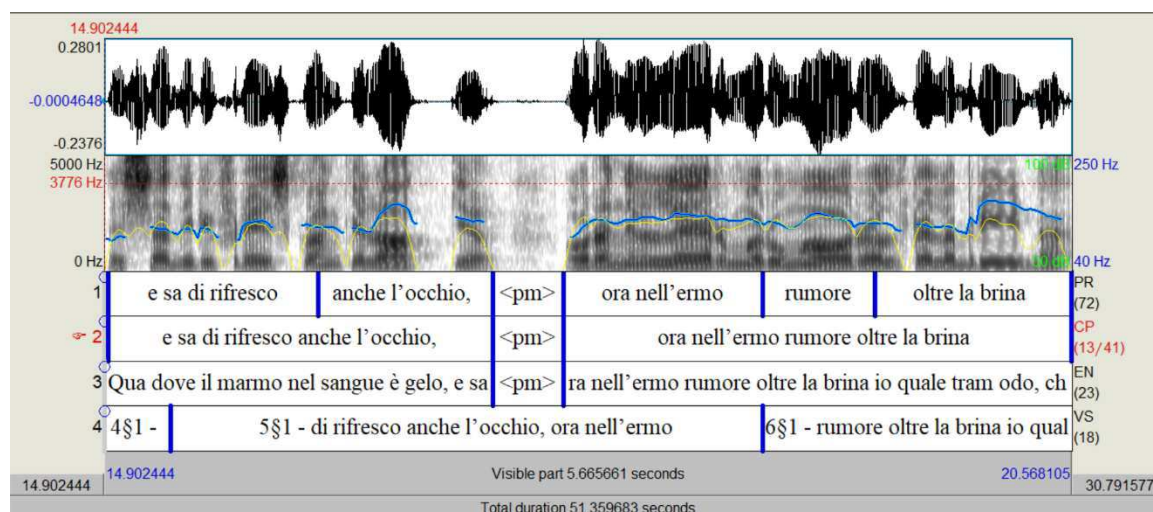 14.902444
0.2801
-0.0004648
-0.2376
5000 Hz 100 dB 250 Hz
3776 Hz
0 Hz 40 Hz
1 e sa di rifresco anche l’occhio, <pm> ora nell’ermo rumore oltre la brina PR
(72)
2 e sa di rifresco anche l’occhio, <pm> ora nell’ermo rumore oltre la brina CP
(13/41)
3 Qua dove il marmo nel sangue è gelo, e sa <pm> ra nell’ermo rumore oltre la brina io quale tram odo, ch EN
(23)
4 4§1 - 5§1 - di rifresco anche l’occhio, ora nell’ermo 6§1 - rumore oltre la brina io qual VS
(18)
14.902444 14.902444 Visible part 5.665661 seconds 20.568105 30.791577
Total duration 51.359683 seconds